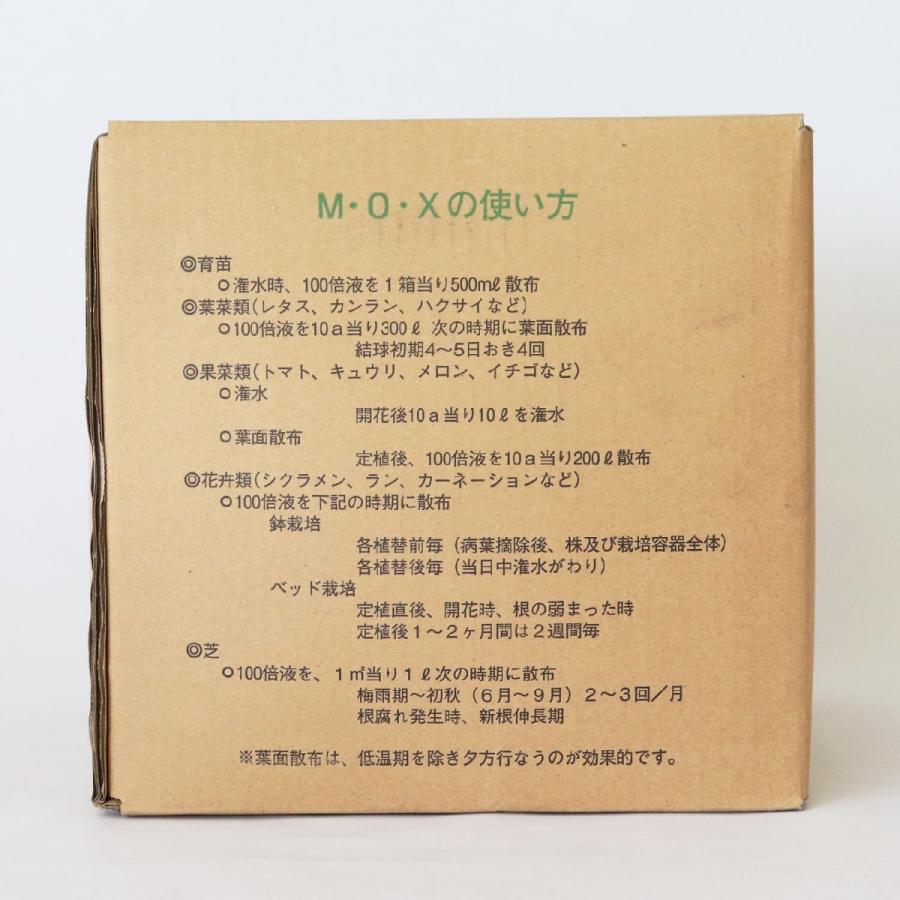 M・O・Xの使い方
◎育苗
○潅水時、100倍液を1箱当り500mℓ散布
◎葉菜類(レタス、カンラン、ハクサイなど)
○100倍液を10a当り300ℓ 次の時期に葉面散布
結球初期4〜5日おき4回
◎果菜類(トマト、キュウリ、メロン、イチゴなど)
○潅水
開花後10a当り10ℓを潅水
○葉面散布
定植後、100倍液を10a当り200ℓ散布
◎花卉類(シクラメン、ラン、カーネーションなど)
○100倍液を下記の時期に散布
鉢栽培
各植替前毎(病葉摘除後、株及び栽培容器全体)
各植替後毎(当日中潅水がわり)
ベッド栽培
定植直後、開花時、根の弱まった時
定植後1〜2ヶ月間は2週間毎
◎芝
○100倍液を、1㎡当り1ℓ次の時期に散布
梅雨期〜初秋(6月〜9月)2〜3回/月
根腐れ発生時、新根伸長期
※葉面散布は、低温期を除き夕方行なうのが効果的です。